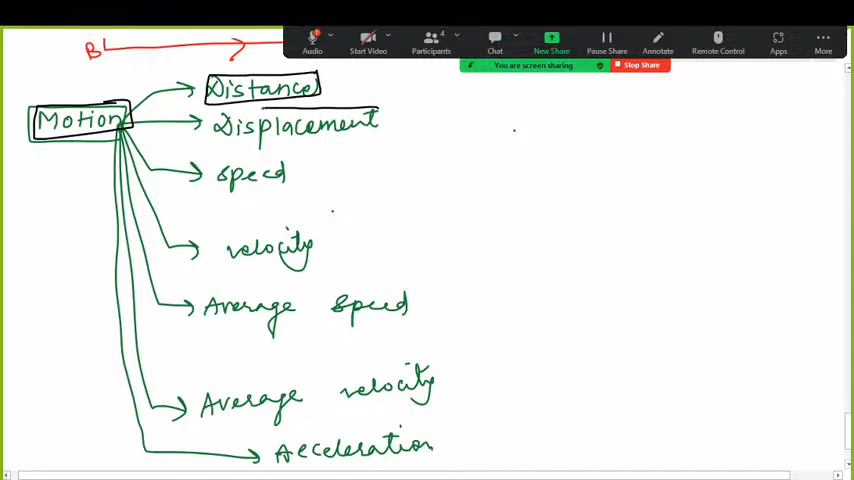 B
Audio
Start Video
Participants 4
Chat
New Share
Pause Share
Annotate
Remote Control
Apps
More
You are screen sharing
Stop Share
Distance
Motion
Displacement
speed
velocity
Average speed
Average velocity
Acceleration